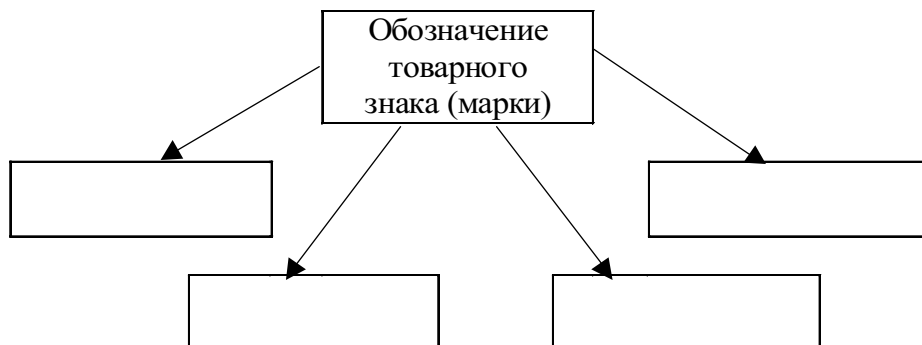 Обозначение
товарного
знака (марки)